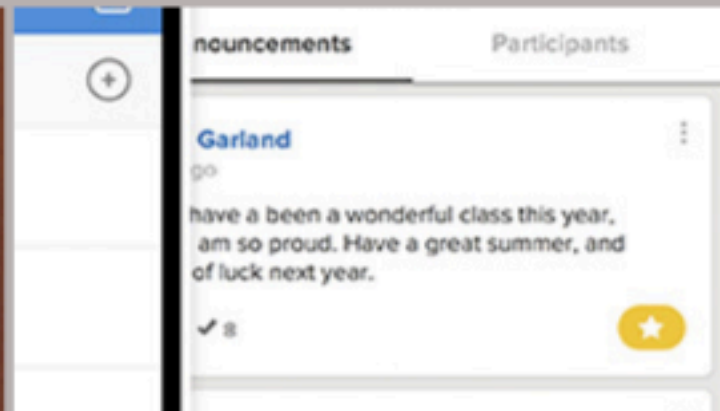 nouncements
Participants
Garland
go
have a been a wonderful class this year,
am so proud. Have a great summer, and
of luck next year.
8